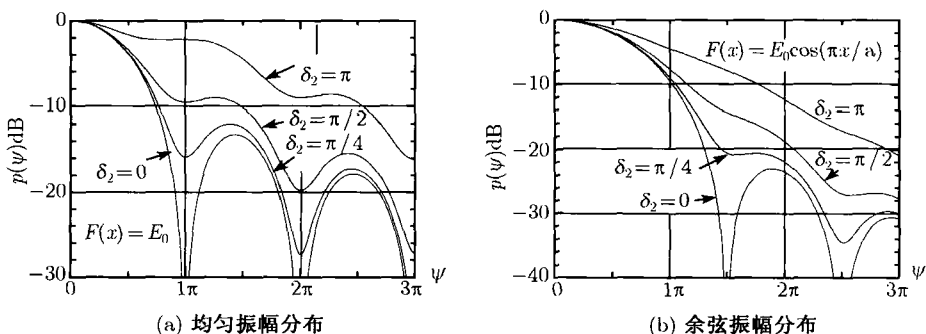 (a)
0
−10
−20
−30
p(ψ)dB
δ₂ = π
δ₂ = π/2
δ₂ = π/4
δ₂ = 0
F(x) = E₀
0
1π
2π
3π
ψ
(a) 均匀振幅分布
(b)
0
−10
−20
−30
−40
p(ψ)dB
F(x) = E₀cos(πx/a)
δ₂ = π
δ₂ = π/2
δ₂ = π/4
δ₂ = 0
0
1π
2π
3π
ψ
(b) 余弦振幅分布